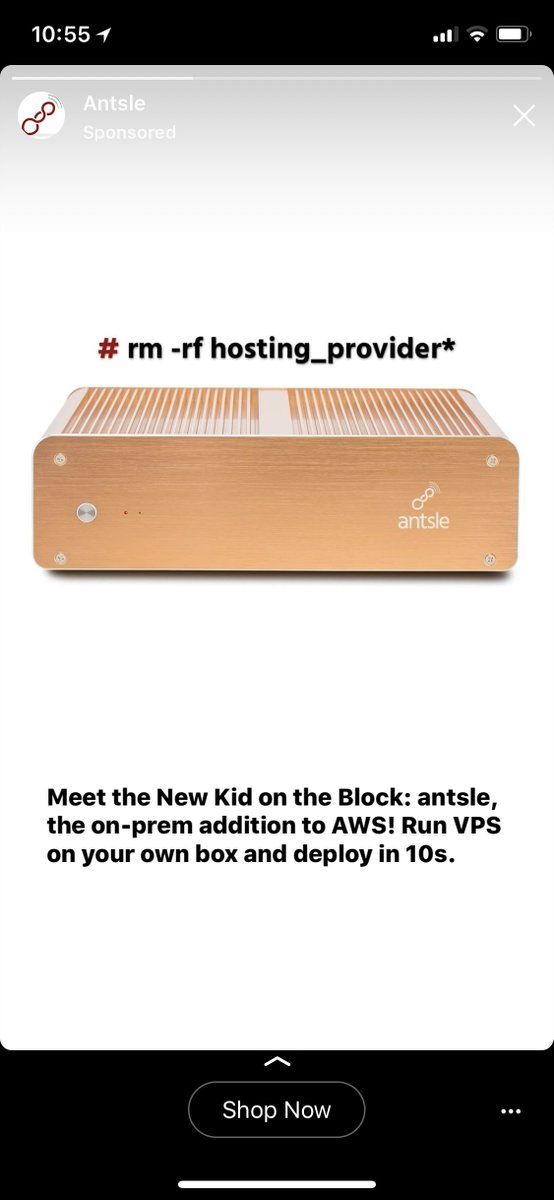 10:55
Antsle
Sponsored
# rm -rf hosting_provider*
antsle
Meet the New Kid on the Block: antsle,
the on-prem addition to AWS! Run VPS
on your own box and deploy in 10s.
Shop Now